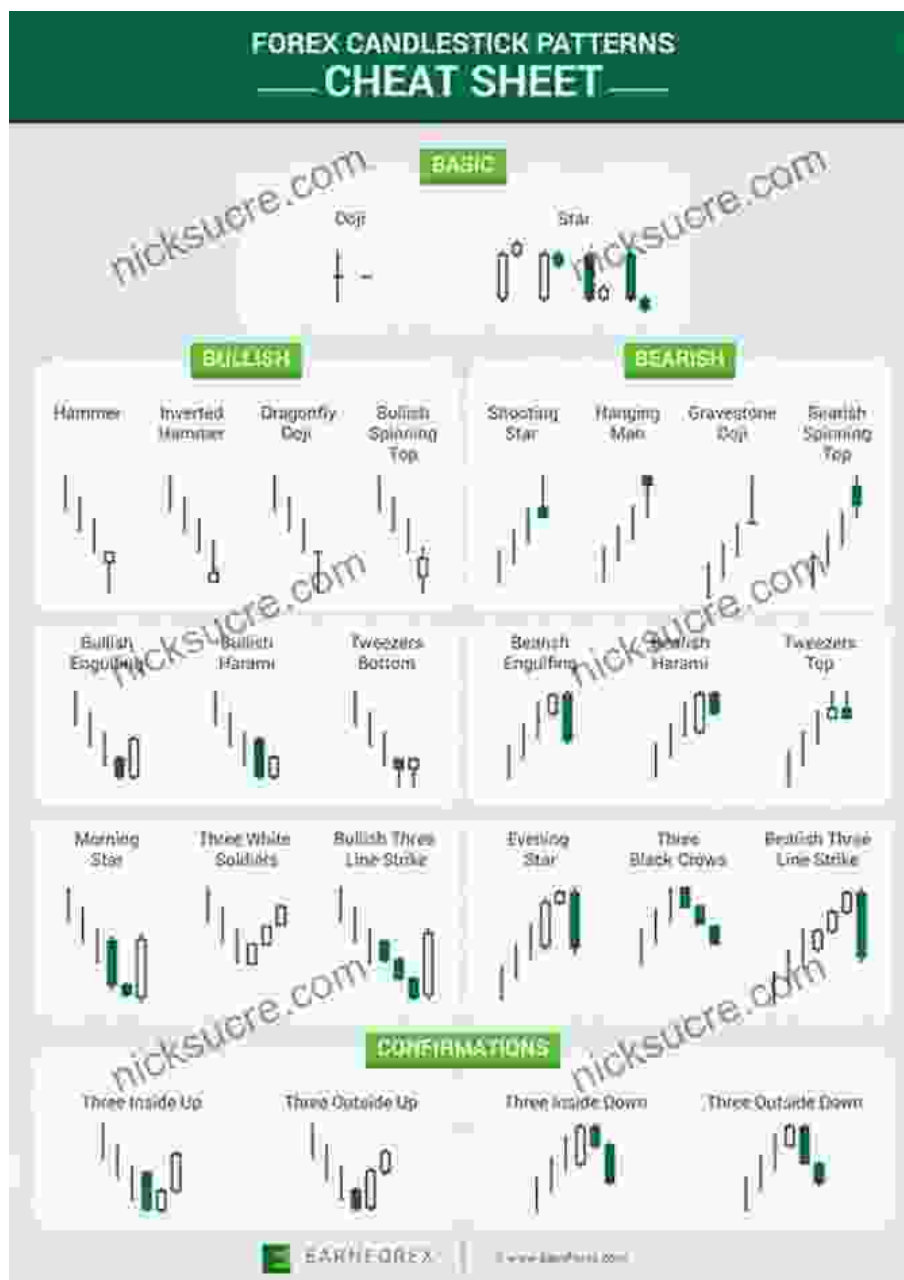 FOREX CANDLESTICK PATTERNS
CHEAT SHEET
BASIC
Doji
Star
nicksucre.com
nicksucre.com
BULLISH
BEARISH
Hammer
Inverted
Hammer
Dragonfly
Doji
Bullish
Spinning
Top
Shooting
Star
Hanging
Man
Gravestone
Doji
Bearish
Spinning
Top
nicksucre.com
nicksucre.com
Bullish
Engulfing
Bullish
Harami
Tweezers
Bottom
Bearish
Engulfing
Bearish
Harami
Tweezers
Top
Morning
Star
Three White
Soldiers
Bullish Three
Line Strike
Evening
Star
Three
Black Crows
Bearish Three
Line Strike
nicksucre.com
nicksucre.com
CONFIRMATIONS
Three Inside Up
Three Outside Up
Three Inside Down
Three Outside Down
EARNFOREX